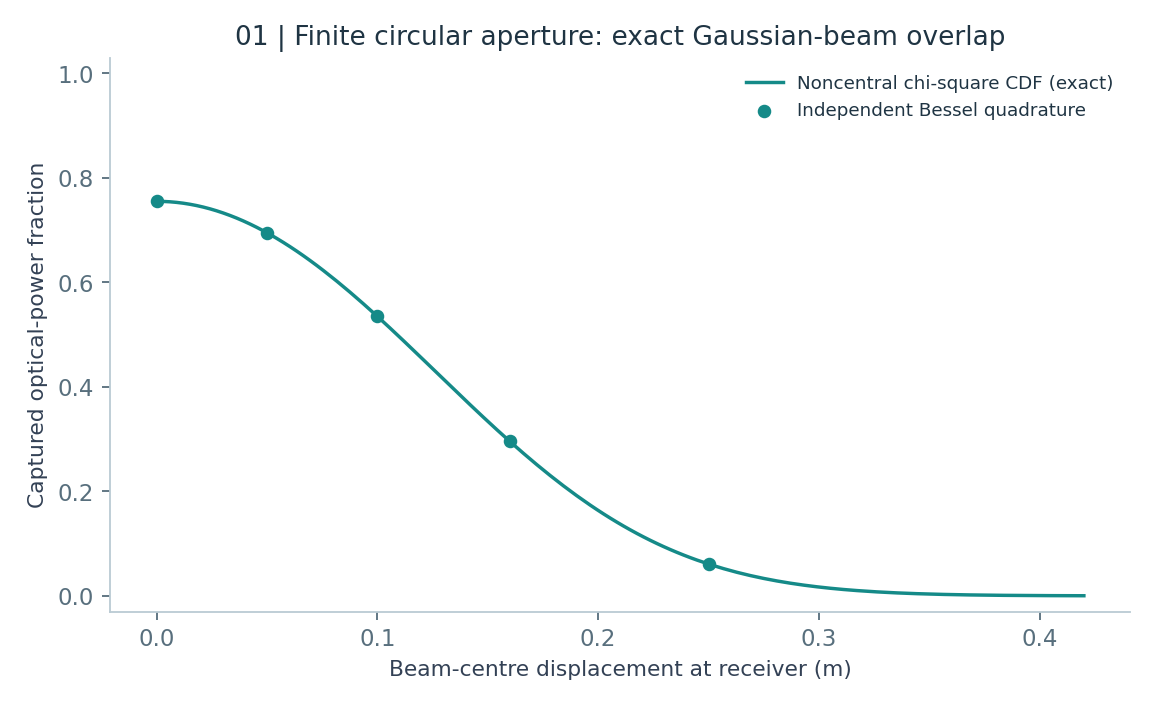 01 | Finite circular aperture: exact Gaussian-beam overlap
Noncentral chi-square CDF (exact)
Independent Bessel quadrature
Captured optical-power fraction
1.0
0.8
0.6
0.4
0.2
0.0
0.0 0.1 0.2 0.3 0.4
Beam-centre displacement at receiver (m)